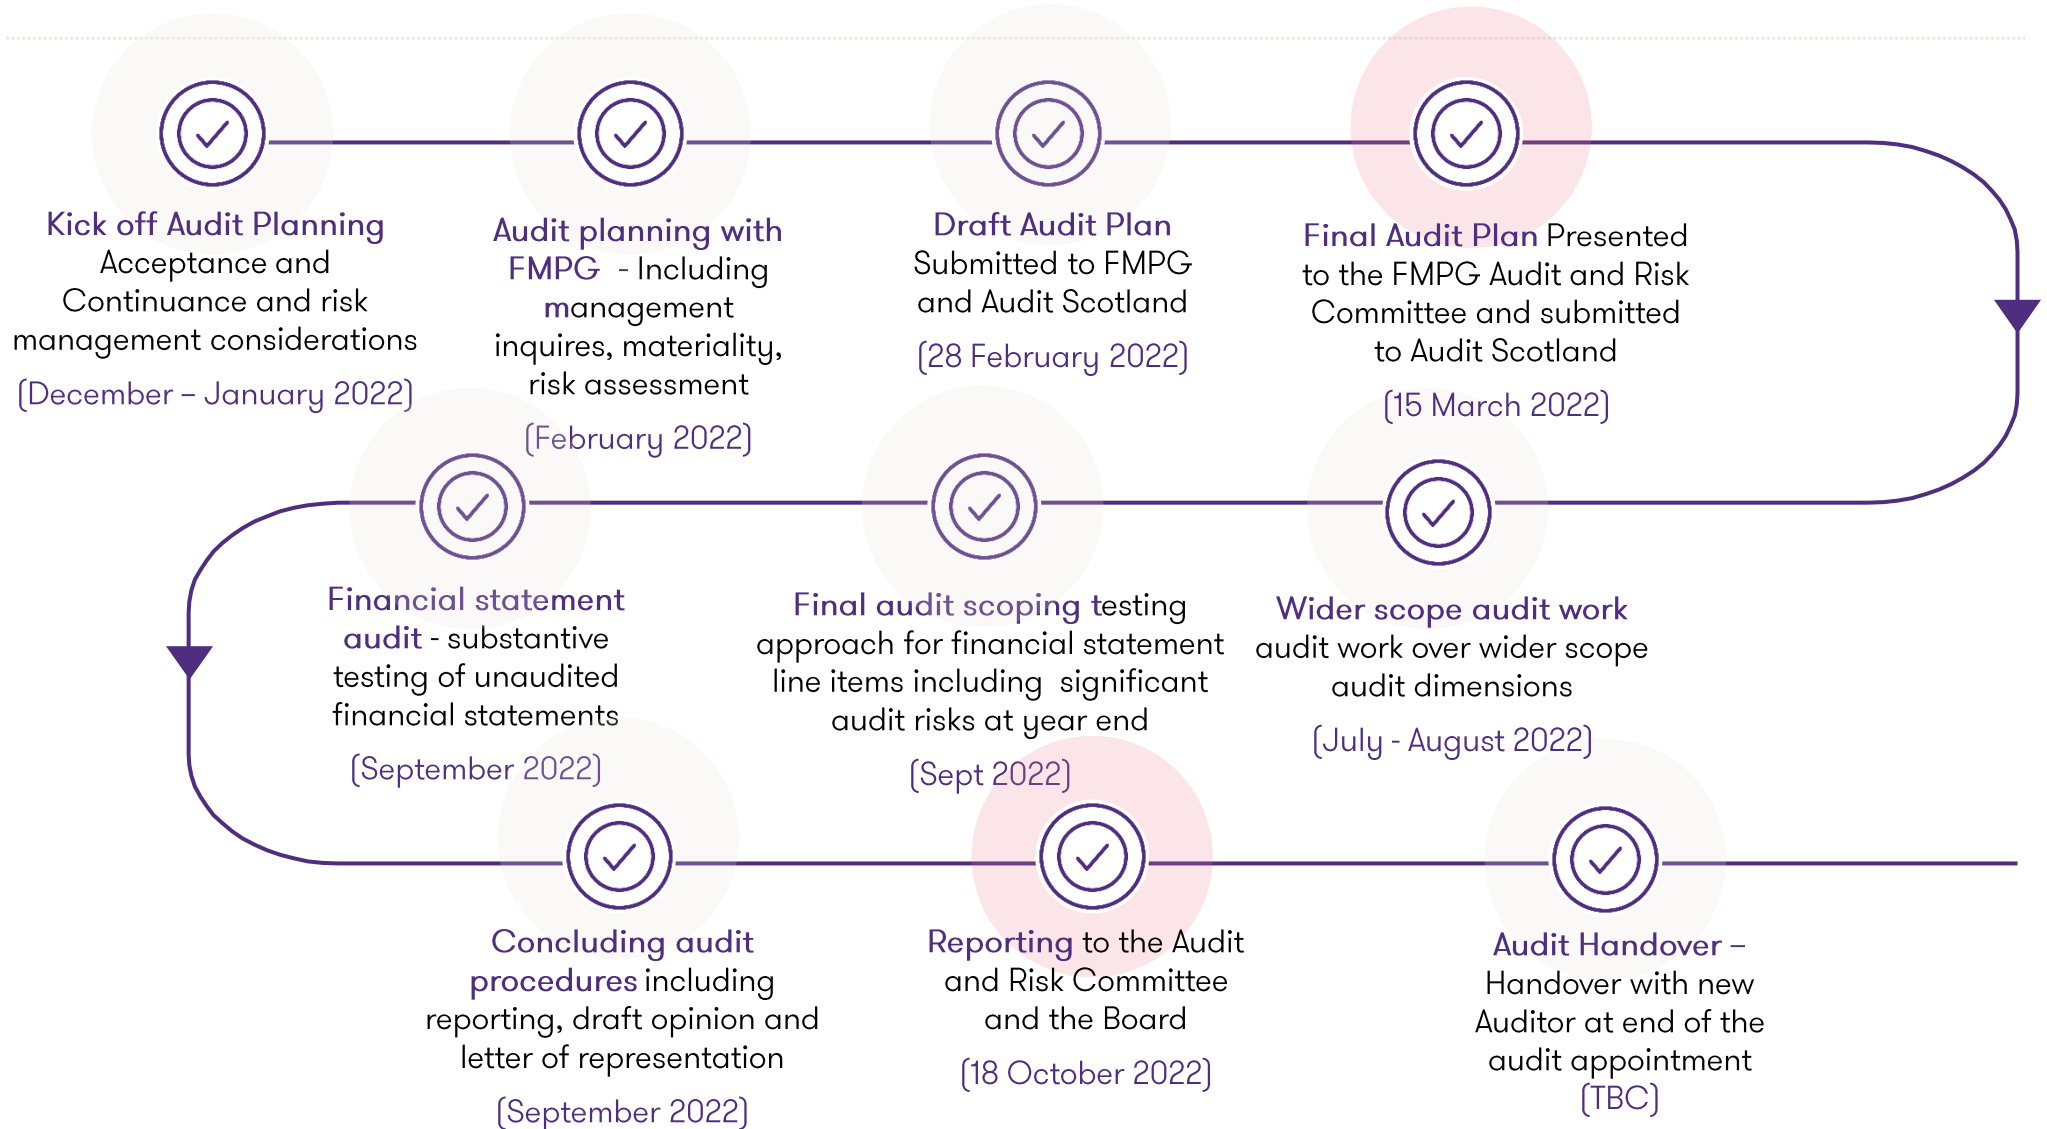 Kick off Audit Planning
Acceptance and
Continuance and risk
management considerations
(December – January 2022)
Audit planning with
FMPG - Including
management
inquires, materiality,
risk assessment
(February 2022)
Draft Audit Plan
Submitted to FMPG
and Audit Scotland
(28 February 2022)
Final Audit Plan Presented
to the FMPG Audit and Risk
Committee and submitted
to Audit Scotland
(15 March 2022)
Wider scope audit work
audit work over wider scope
audit dimensions
(July - August 2022)
Final audit scoping testing
approach for financial statement
line items including significant
audit risks at year end
(Sept 2022)
Financial statement
audit - substantive
testing of unaudited
financial statements
(September 2022)
Concluding audit
procedures including
reporting, draft opinion and
letter of representation
(September 2022)
Reporting to the Audit
and Risk Committee
and the Board
(18 October 2022)
Audit Handover –
Handover with new
Auditor at end of the
audit appointment
(TBC)